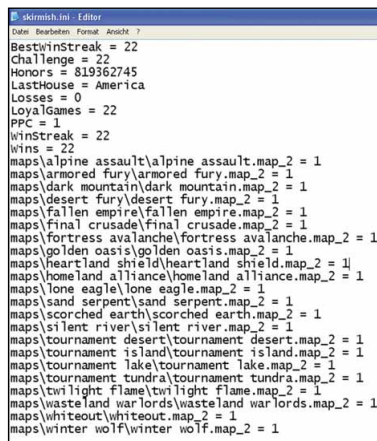 skirmish.ini - Editor
Datei Bearbeiten Format Ansicht ?
BestWinStreak = 22
Challenge = 22
Honors = 819362745
LastHouse = America
Losses = 0
LoyalGames = 22
PPC = 1
WinStreak = 22
Wins = 22
maps\alpine assault\alpine assault.map_2 = 1
maps\armored fury\armored fury.map_2 = 1
maps\dark mountain\dark mountain.map_2 = 1
maps\desert fury\desert fury.map_2 = 1
maps\fallen empire\fallen empire.map_2 = 1
maps\final crusade\final crusade.map_2 = 1
maps\fortress avalanche\fortress avalanche.map_2 = 1
maps\golden oasis\golden oasis.map_2 = 1
maps\heartland shield\heartland shield.map_2 = 1
maps\homeland alliance\homeland alliance.map_2 = 1
maps\lone eagle\lone eagle.map_2 = 1
maps\sand serpent\sand serpent.map_2 = 1
maps\scorched earth\scorched earth.map_2 = 1
maps\silent river\silent river.map_2 = 1
maps\tournament desert\tournament desert.map_2 = 1
maps\tournament island\tournament island.map_2 = 1
maps\tournament lake\tournament lake.map_2 = 1
maps\tournament tundra\tournament tundra.map_2 = 1
maps\twilight flame\twilight flame.map_2 = 1
maps\wasteland warlords\wasteland warlords.map_2 = 1
maps\whiteout\whiteout.map_2 = 1
maps\winter wolf\winter wolf.map_2 = 1